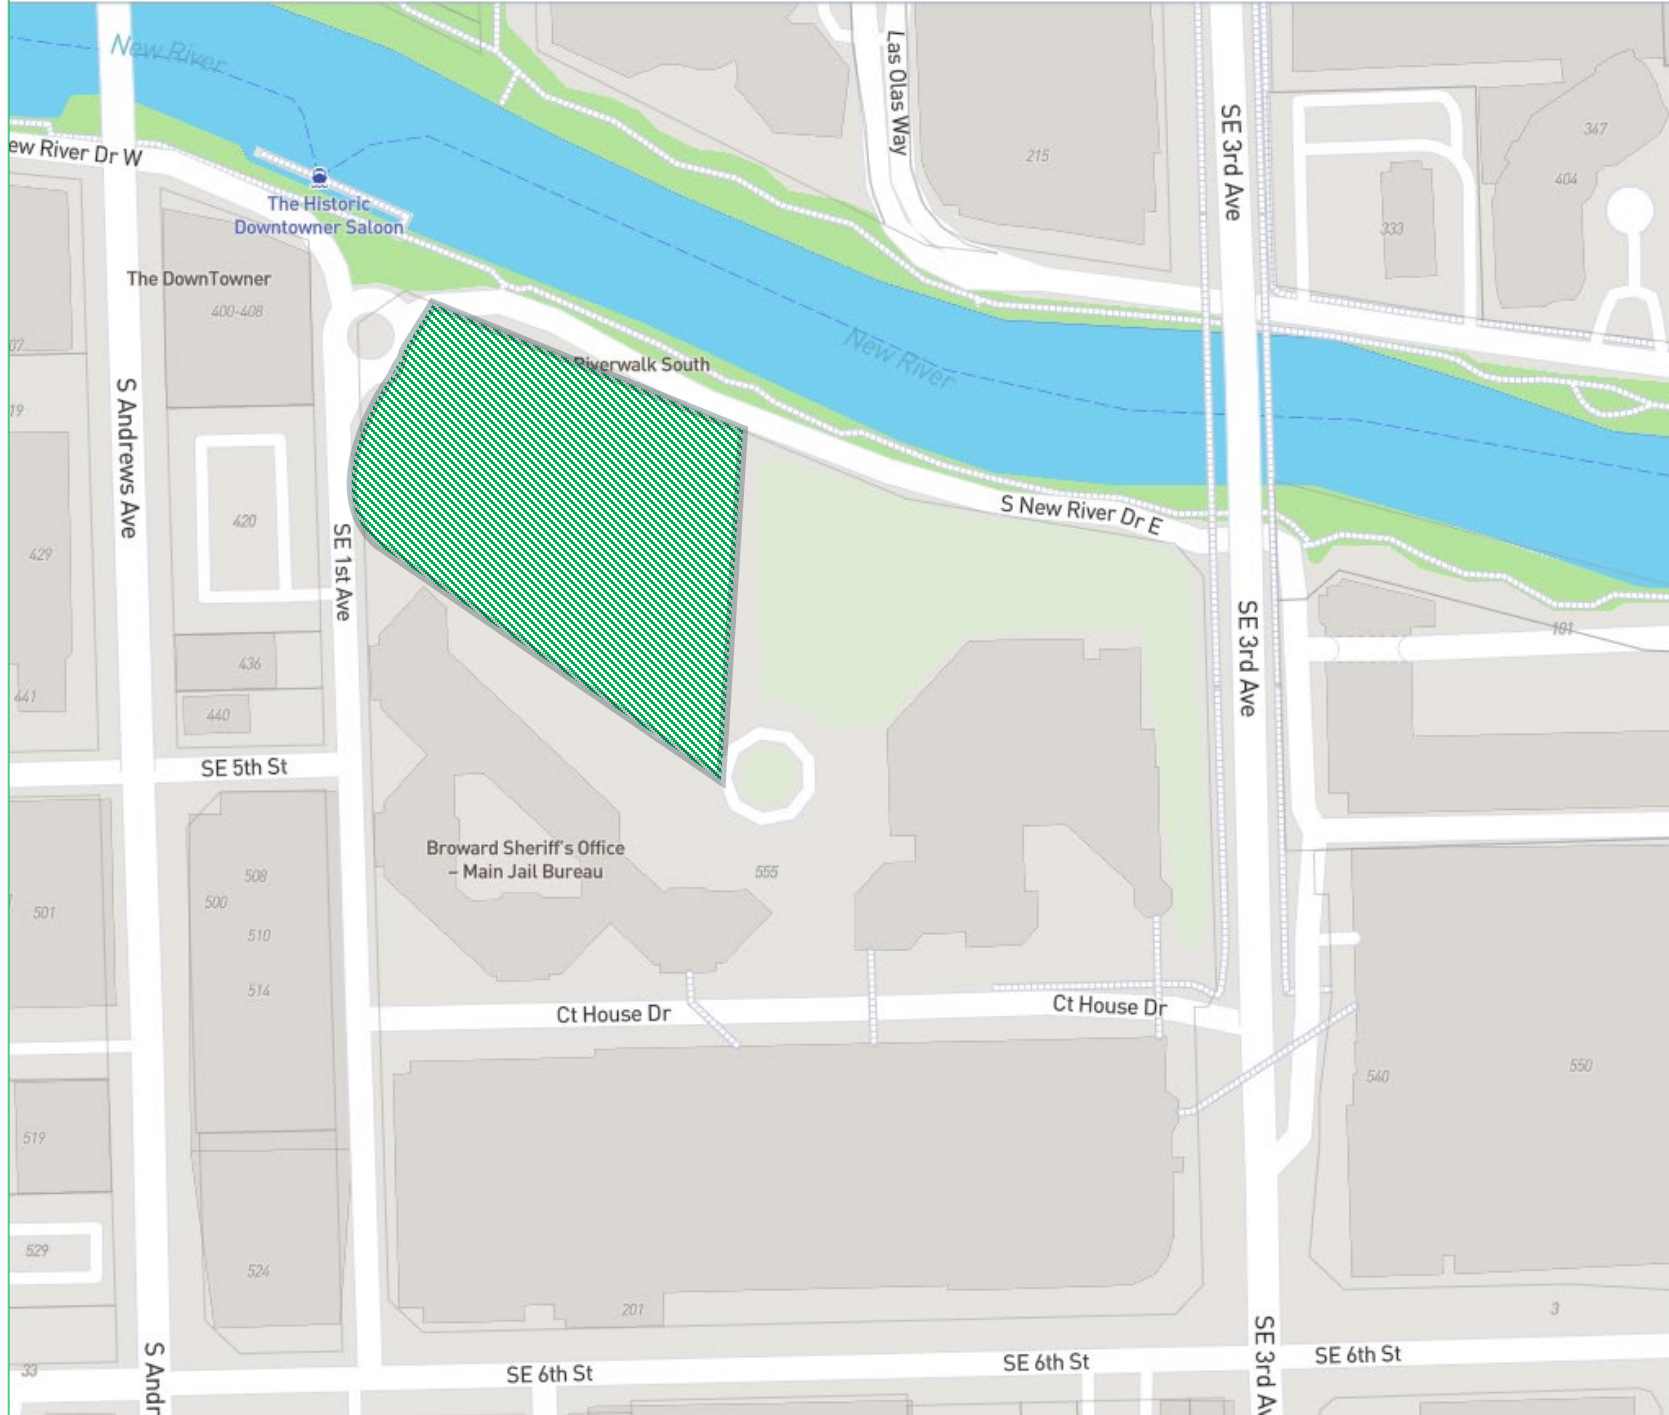 New River
Las Olas Way
SE 3rd Ave
347
215
404
ew River Dr W
The Historic
Downtowner Saloon
333
The DownTowner
400-408
New River
07
Riverwalk South
19
S Andrews Ave
S New River Dr E
420
SE 1st Ave
429
SE 3rd Ave
101
436
441
440
SE 5th St
Broward Sheriff's Office
– Main Jail Bureau
555
508
500
501
510
514
Ct House Dr
Ct House Dr
550
540
519
529
524
201
3
S Andr
SE 3rd Av
SE 6th St
SE 6th St
SE 6th St
33